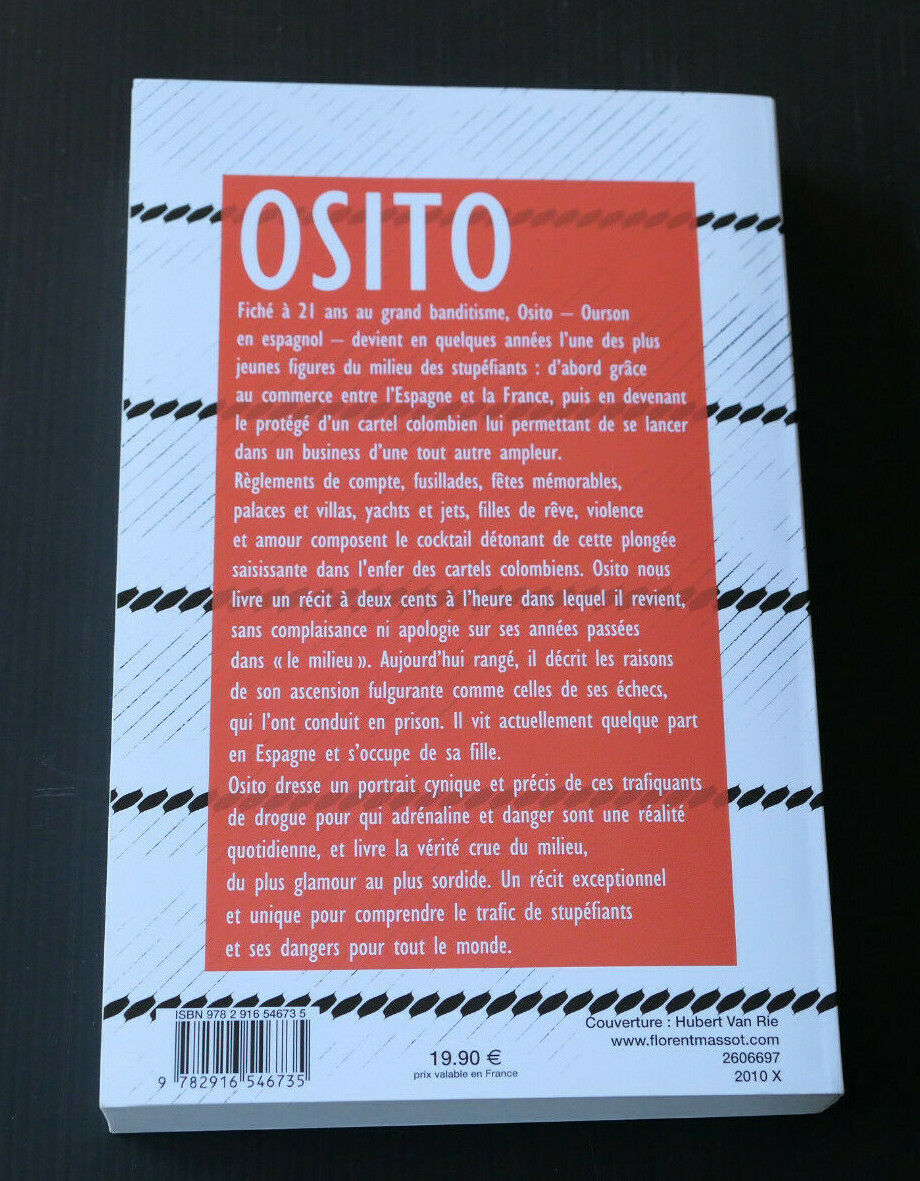 OSITO
Fiché à 21 ans au grand banditisme, Osito – Ourson
en espagnol – devient en quelques années l'une des plus
jeunes figures du milieu des stupéfiants : d'abord grâce
au commerce entre l'Espagne et la France, puis en devenant
le protégé d'un cartel colombien lui permettant de se lancer
dans un business d'une tout autre ampleur.
Règlements de compte, fusillades, fêtes mémorables,
palaces et villas, yachts et jets, filles de rêve, violence
et amour composent le cocktail détonant de cette plongée
saisissante dans l'enfer des cartels colombiens. Osito nous
livre un récit à deux cents à l'heure dans lequel il revient,
sans complaisance ni apologie sur ses années passées
dans « le milieu ». Aujourd'hui rangé, il décrit les raisons
de son ascension fulgurante comme celles de ses échecs,
qui l'ont conduit en prison. Il vit actuellement quelque part
en Espagne et s'occupe de sa fille.
Osito dresse un portrait cynique et précis de ces trafiquants
de drogue pour qui adrénaline et danger sont une réalité
quotidienne, et livre la vérité crue du milieu,
du plus glamour au plus sordide. Un récit exceptionnel
et unique pour comprendre le trafic de stupéfiants
et ses dangers pour tout le monde.
ISBN 978 2 916 54673 5
9 782916 546735
19.90 €
prix valable en France
Couverture : Hubert Van Rie
www.florentmassot.com
2606697
2010 X